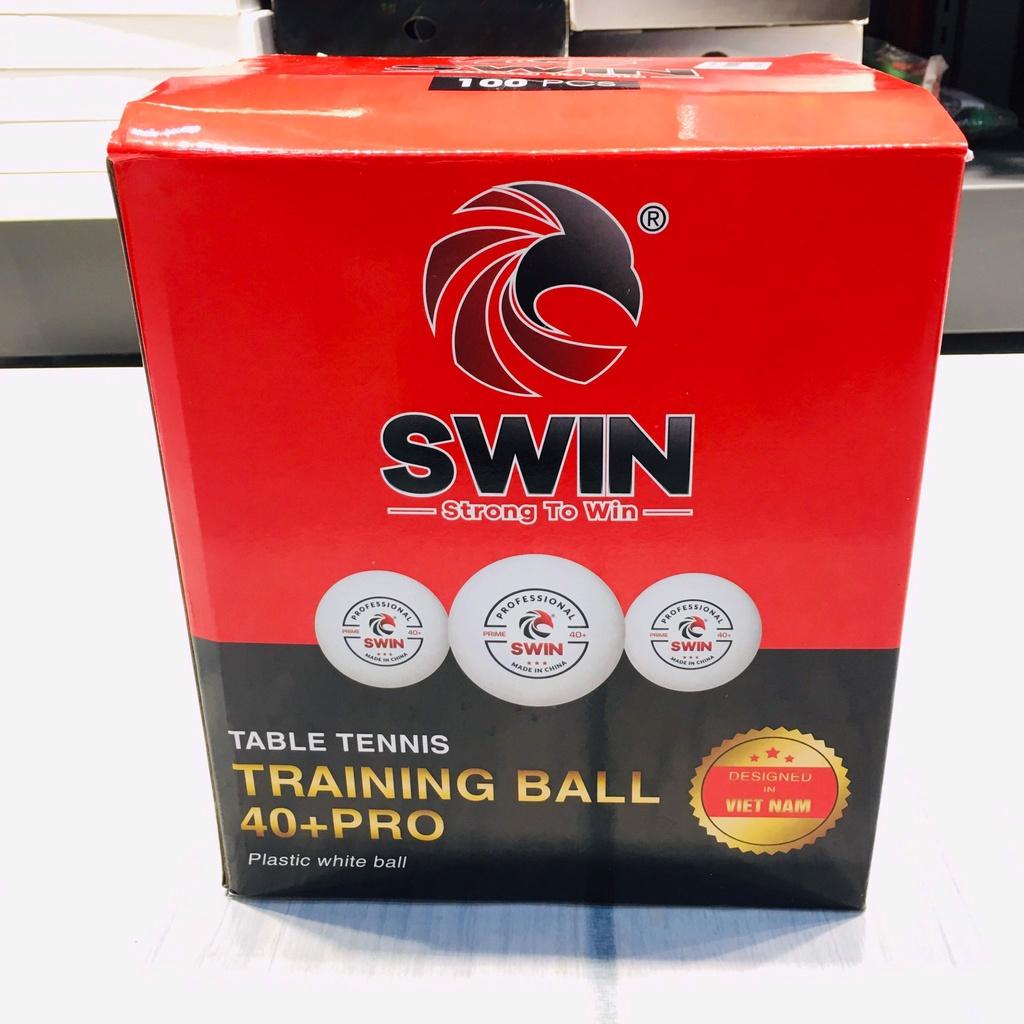 SWIN
100 PCs
®
SWIN
Strong To Win
PROFESSIONAL
PRIME 40+
SWIN
MADE IN CHINA
PROFESSIONAL
PRIME 40+
SWIN
MADE IN CHINA
PROFESSIONAL
PRIME 40+
SWIN
MADE IN CHINA
TABLE TENNIS
TRAINING BALL
40+PRO
Plastic white ball
DESIGNED
IN
VIET NAM